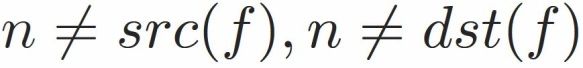 n ≠ src(f), n ≠ dst(f)